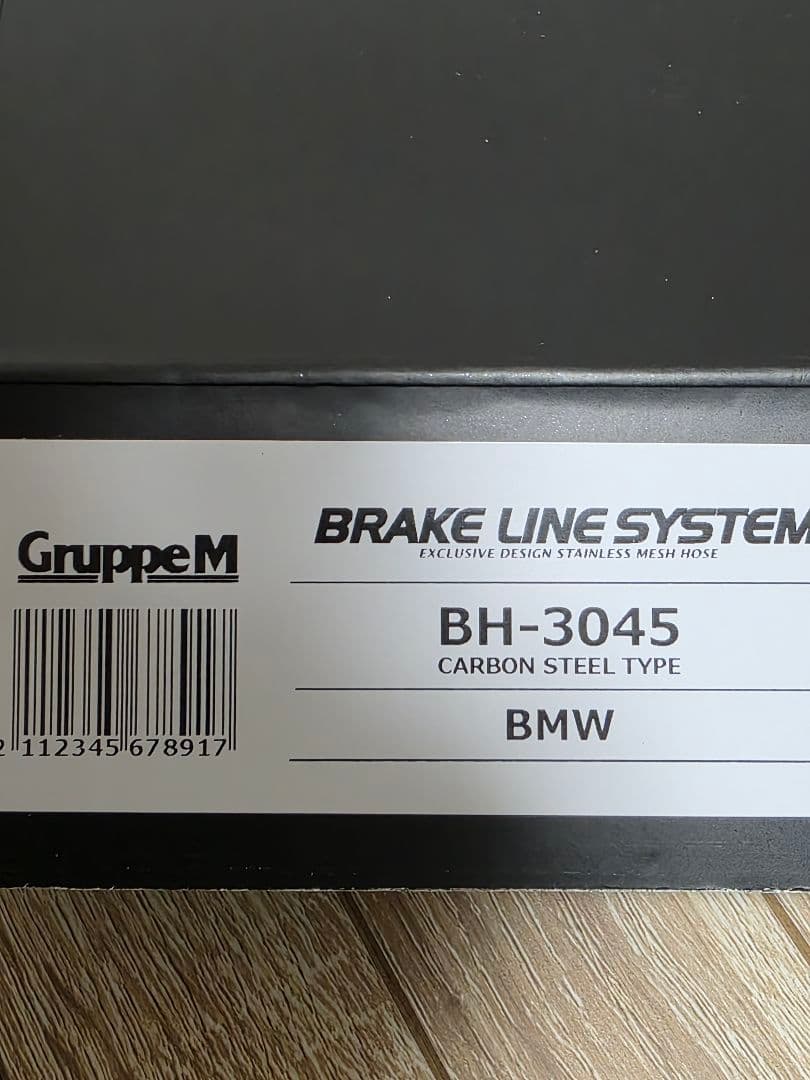 GruppeM
BRAKE LINE SYSTEM
EXCLUSIVE DESIGN STAINLESS MESH HOSE
BH-3045
CARBON STEEL TYPE
BMW
2 112345 678917